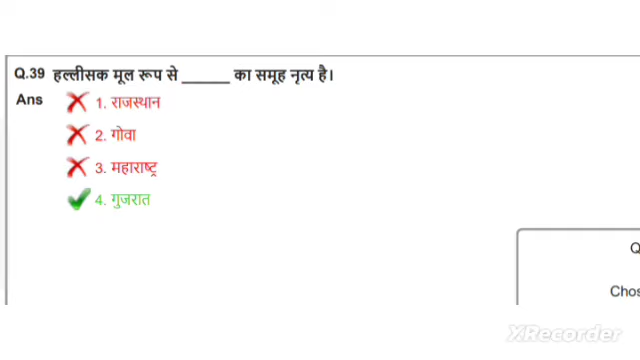 Q.39 हल्लीसक मूल रूप से ______ का समूह नृत्य है।
Ans 1. राजस्थान
2. गोवा
3. महाराष्ट्र
4. गुजरात
Q
Chos
XRecorder